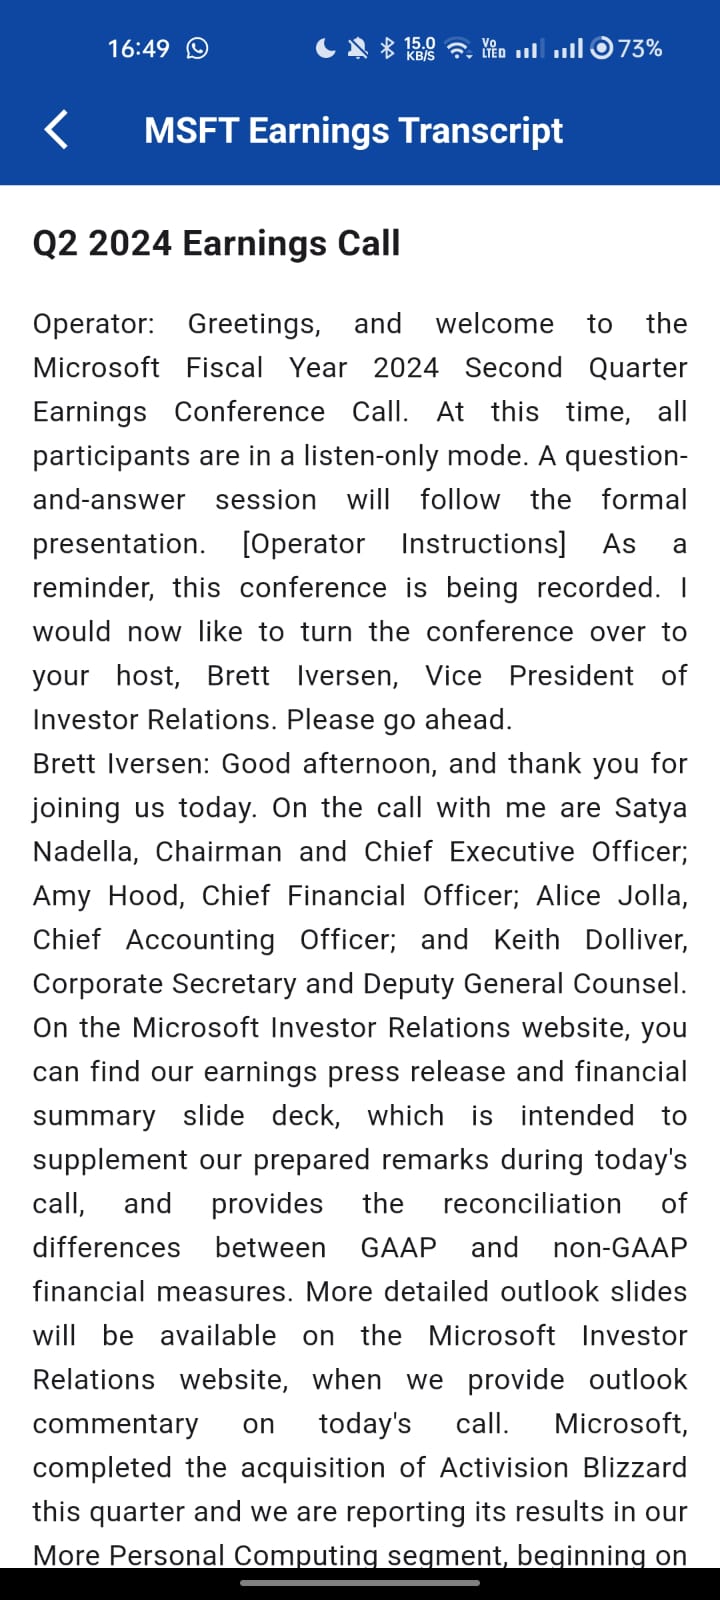 16:49 15.0 KB/S Vo LTED 73%
MSFT Earnings Transcript
Q2 2024 Earnings Call
Operator: Greetings, and welcome to the
Microsoft Fiscal Year 2024 Second Quarter
Earnings Conference Call. At this time, all
participants are in a listen-only mode. A question-
and-answer session will follow the formal
presentation. [Operator Instructions] As a
reminder, this conference is being recorded. I
would now like to turn the conference over to
your host, Brett Iversen, Vice President of
Investor Relations. Please go ahead.
Brett Iversen: Good afternoon, and thank you for
joining us today. On the call with me are Satya
Nadella, Chairman and Chief Executive Officer;
Amy Hood, Chief Financial Officer; Alice Jolla,
Chief Accounting Officer; and Keith Dolliver,
Corporate Secretary and Deputy General Counsel.
On the Microsoft Investor Relations website, you
can find our earnings press release and financial
summary slide deck, which is intended to
supplement our prepared remarks during today's
call, and provides the reconciliation of
differences between GAAP and non-GAAP
financial measures. More detailed outlook slides
will be available on the Microsoft Investor
Relations website, when we provide outlook
commentary on today's call. Microsoft,
completed the acquisition of Activision Blizzard
this quarter and we are reporting its results in our
More Personal Computing segment, beginning on